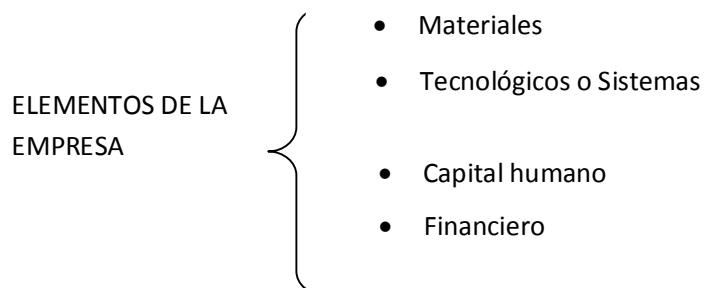 ELEMENTOS DE LA
EMPRESA
• Materiales
• Tecnológicos o Sistemas
• Capital humano
• Financiero